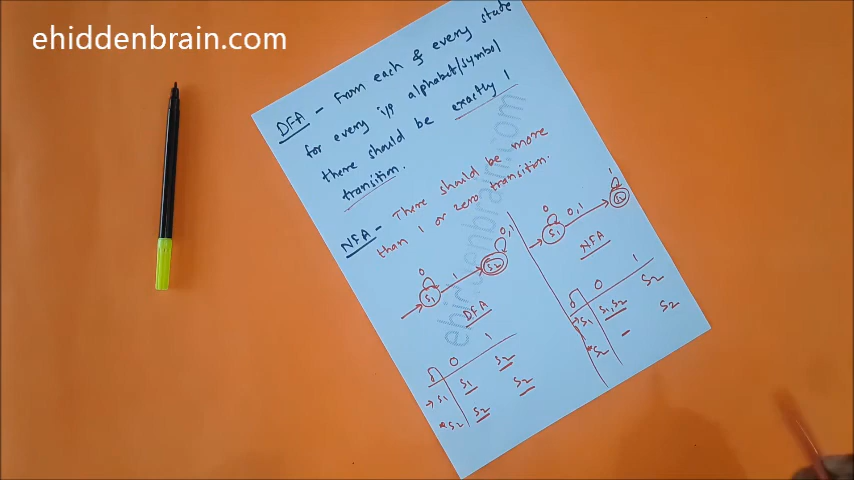 ehiddenbrain.com
DFA - From each & every state
for every i/p alphabet/symbol
there should be exactly 1
transition.
NFA - There should be more
than 1 or zero transition.
0 1 0,1
S1 S2
DFA
δ 0 1
→S1 S1 S2
*S2 S2 S2
0 0,1 1
S1 S2
NFA
δ 0 1
→S1 S1,S2 S2
*S2 - S2
ehiddenbrain.com